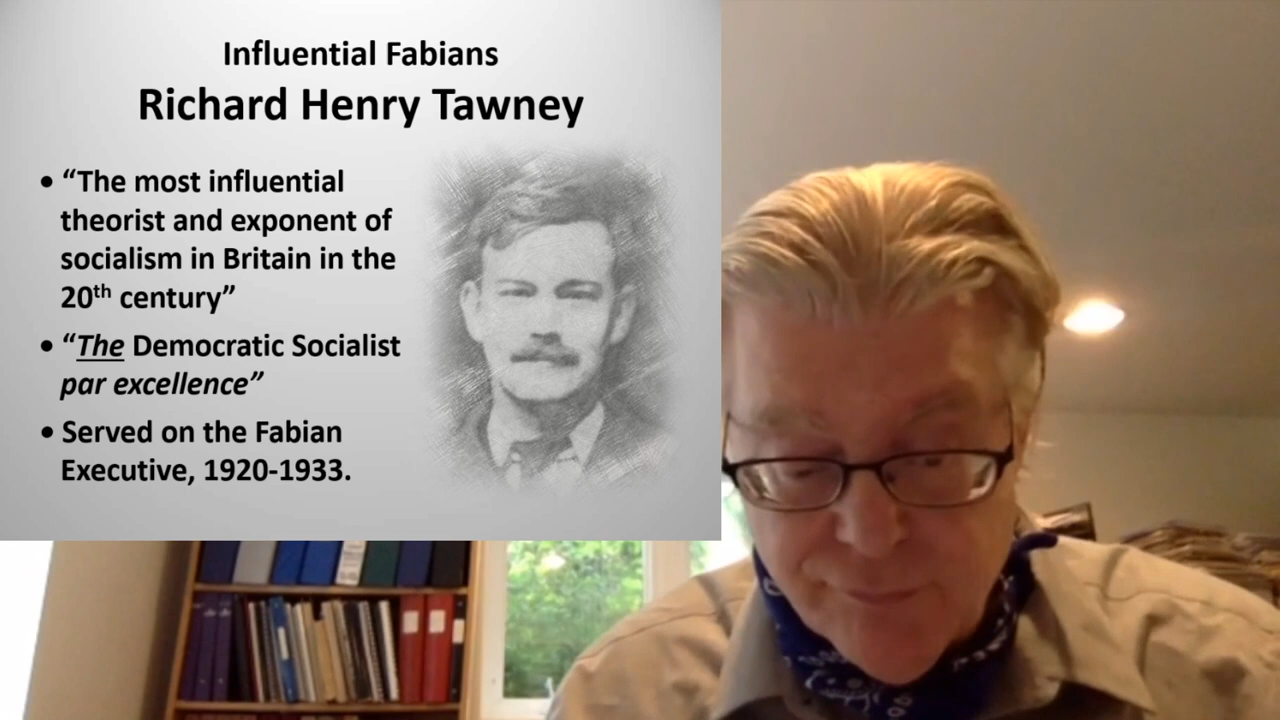 Influential Fabians
Richard Henry Tawney
• “The most influential
theorist and exponent of
socialism in Britain in the
20th century”
• “The Democratic Socialist
par excellence”
• Served on the Fabian
Executive, 1920-1933.